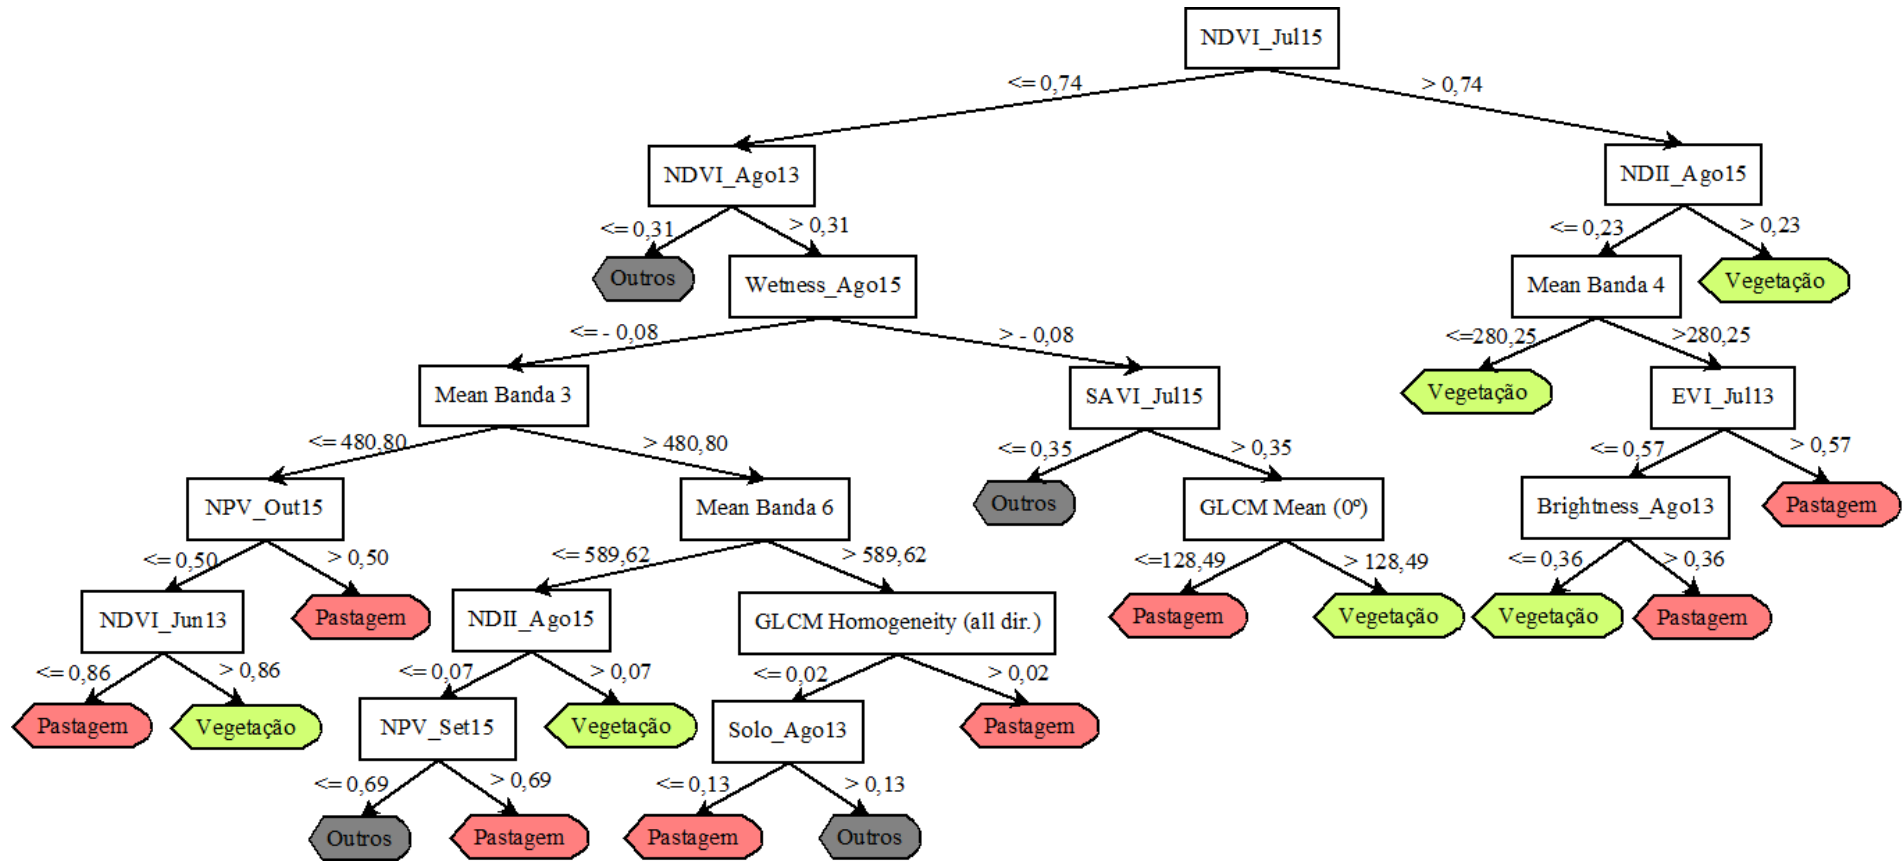 NDVI_Jul15
<= 0,74
> 0,74
NDVI_Ago13
NDII_Ago15
<= 0,31
> 0,31
<= 0,23
> 0,23
Outros
Wetness_Ago15
Mean Banda 4
Vegetação
<= - 0,08
> - 0,08
<=280,25
>280,25
Mean Banda 3
SAVI_Jul15
Vegetação
EVI_Jul13
<= 480,80
> 480,80
<= 0,35
> 0,35
<= 0,57
> 0,57
NPV_Out15
Mean Banda 6
Outros
GLCM Mean (0º)
Brightness_Ago13
Pastagem
<= 0,50
> 0,50
<= 589,62
> 589,62
<=128,49
> 128,49
<= 0,36
> 0,36
NDVI_Jun13
Pastagem
NDII_Ago15
GLCM Homogeneity (all dir.)
Pastagem
Vegetação
Vegetação
Pastagem
<= 0,86
> 0,86
<= 0,07
> 0,07
<= 0,02
> 0,02
Pastagem
Vegetação
NPV_Set15
Vegetação
Solo_Ago13
Pastagem
<= 0,69
> 0,69
<= 0,13
> 0,13
Outros
Pastagem
Pastagem
Outros